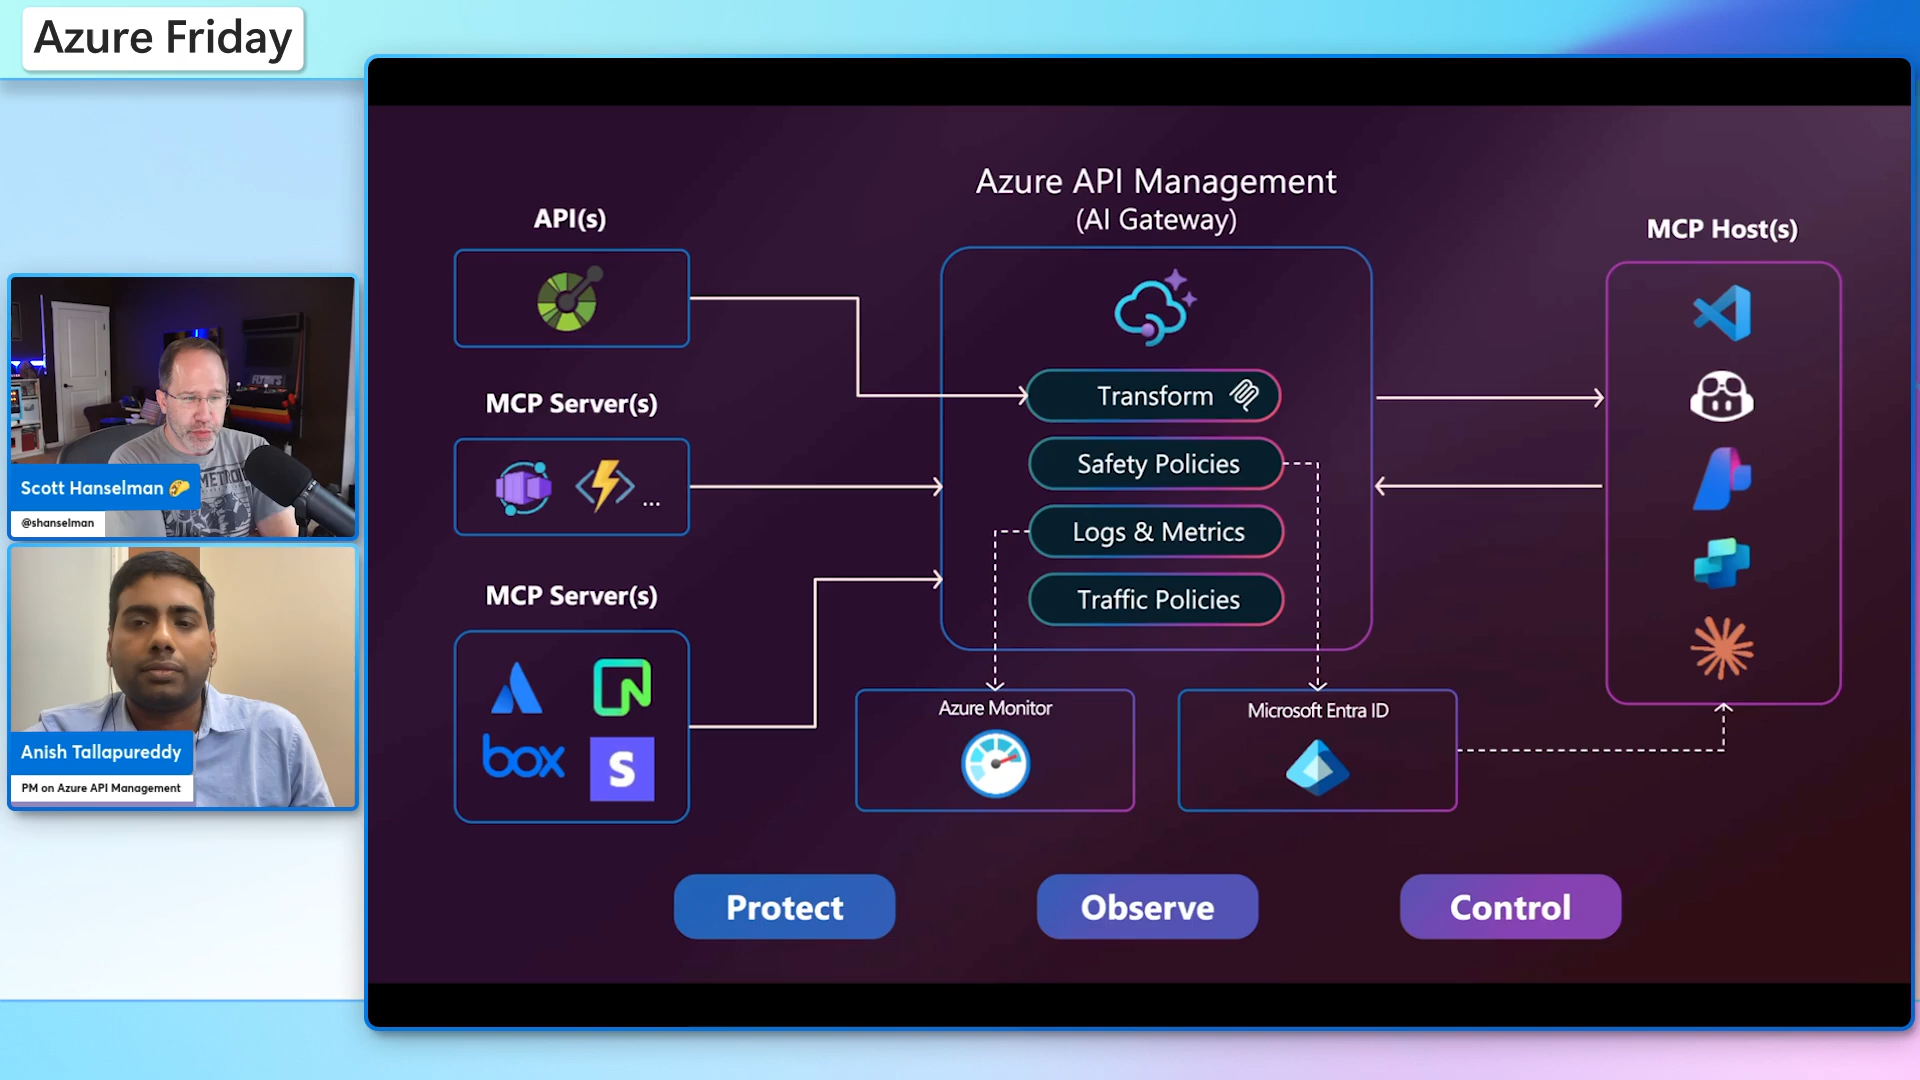 Azure Friday
Azure API Management
(AI Gateway)
API(s)
MCP Host(s)
Transform
MCP Server(s)
Safety Policies
...
Logs & Metrics
MCP Server(s)
Traffic Policies
box
S
Azure Monitor
Microsoft Entra ID
Protect
Observe
Control
Scott Hanselman 🌮
@shanselman
Anish Tallapureddy
PM on Azure API Management